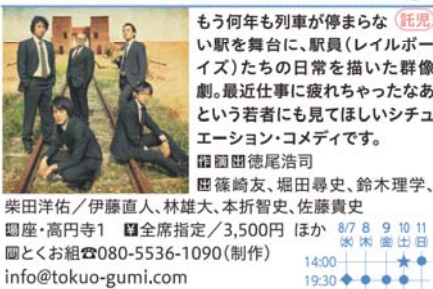 もう何年も列車が停まらな 託児
い駅を舞台に、駅員(レイルボー
イズ)たちの日常を描いた群像
劇。最近仕事に疲れちゃったなあ
という若者にも見てほしいシチュ
エーション・コメディです。
作演出徳尾浩司
出篠崎友、堀田尋史、鈴木理学、
柴田洋佑/伊藤直人、林雄大、本折智史、佐藤貴史
場座・高円寺1 ¥全席指定/3,500円 ほか
問とくお組☎080-5536-1090(制作)
info@tokuo-gumi.com
8/7 8 9 10 11
水 木 金 土 日
14:00 ★ ●
19:30 ◆ ● ● ●